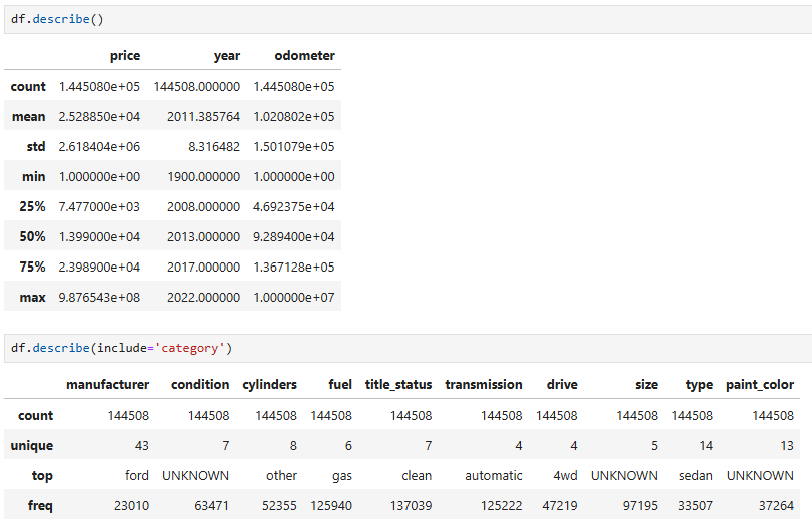 df.describe()
price year odometer
count 1.445080e+05 144508.000000 1.445080e+05
mean 2.528850e+04 2011.385764 1.020802e+05
std 2.618404e+06 8.316482 1.501079e+05
min 1.000000e+00 1900.000000 1.000000e+00
25% 7.477000e+03 2008.000000 4.692375e+04
50% 1.399000e+04 2013.000000 9.289400e+04
75% 2.398900e+04 2017.000000 1.367128e+05
max 9.876543e+08 2022.000000 1.000000e+07
df.describe(include='category')
manufacturer condition cylinders fuel title_status transmission drive size type paint_color
count 144508 144508 144508 144508 144508 144508 144508 144508 144508 144508
unique 43 7 8 6 7 4 4 5 14 13
top ford UNKNOWN other gas clean automatic 4wd UNKNOWN sedan UNKNOWN
freq 23010 63471 52355 125940 137039 125222 47219 97195 33507 37264